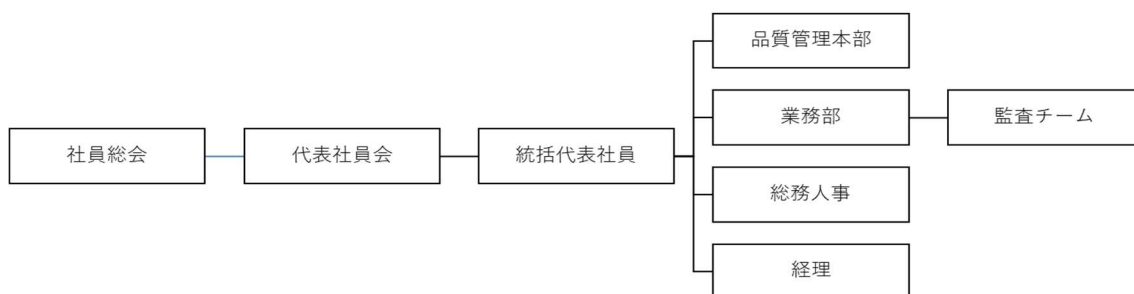 社員総会
代表社員会
統括代表社員
品質管理本部
業務部
監査チーム
総務人事
経理